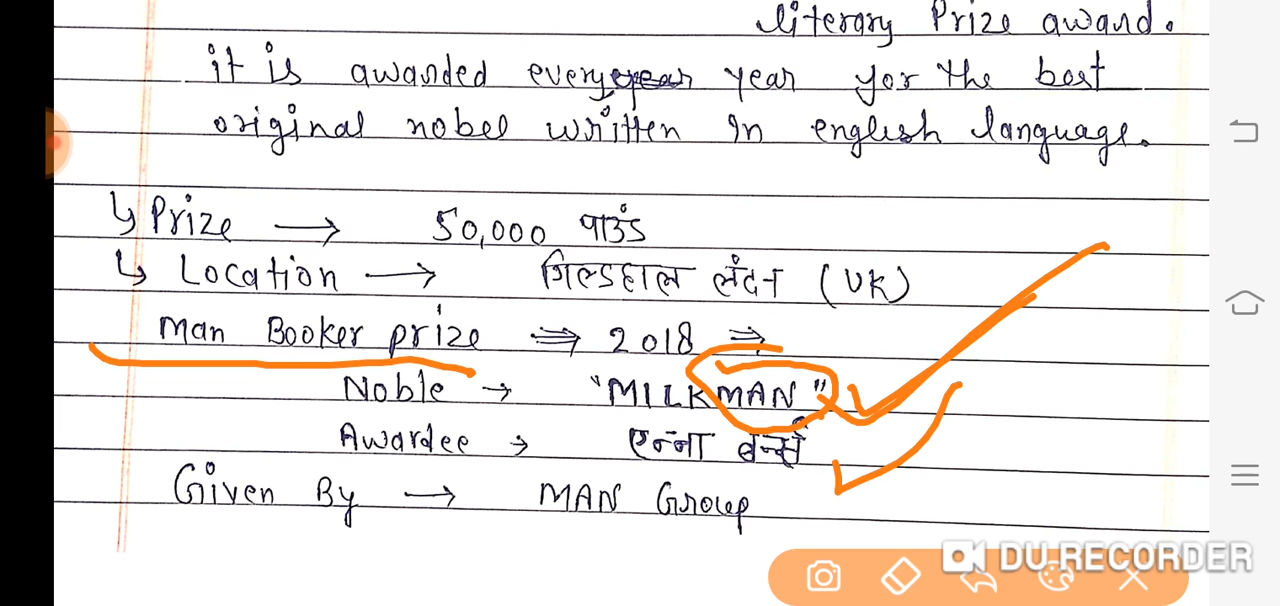 literary Prize award.
it is awarded every year year for the best
original nobel written in english language.
↳ Prize → 50,000 पाउंड
↳ Location → गिल्डहाल लंदन (UK)
Man Booker prize ⇒ 2018 ⇒
Noble → "MILKMAN"
Awardee → एन्ना बर्न्स
Given By → MAN Group
DU RECORDER